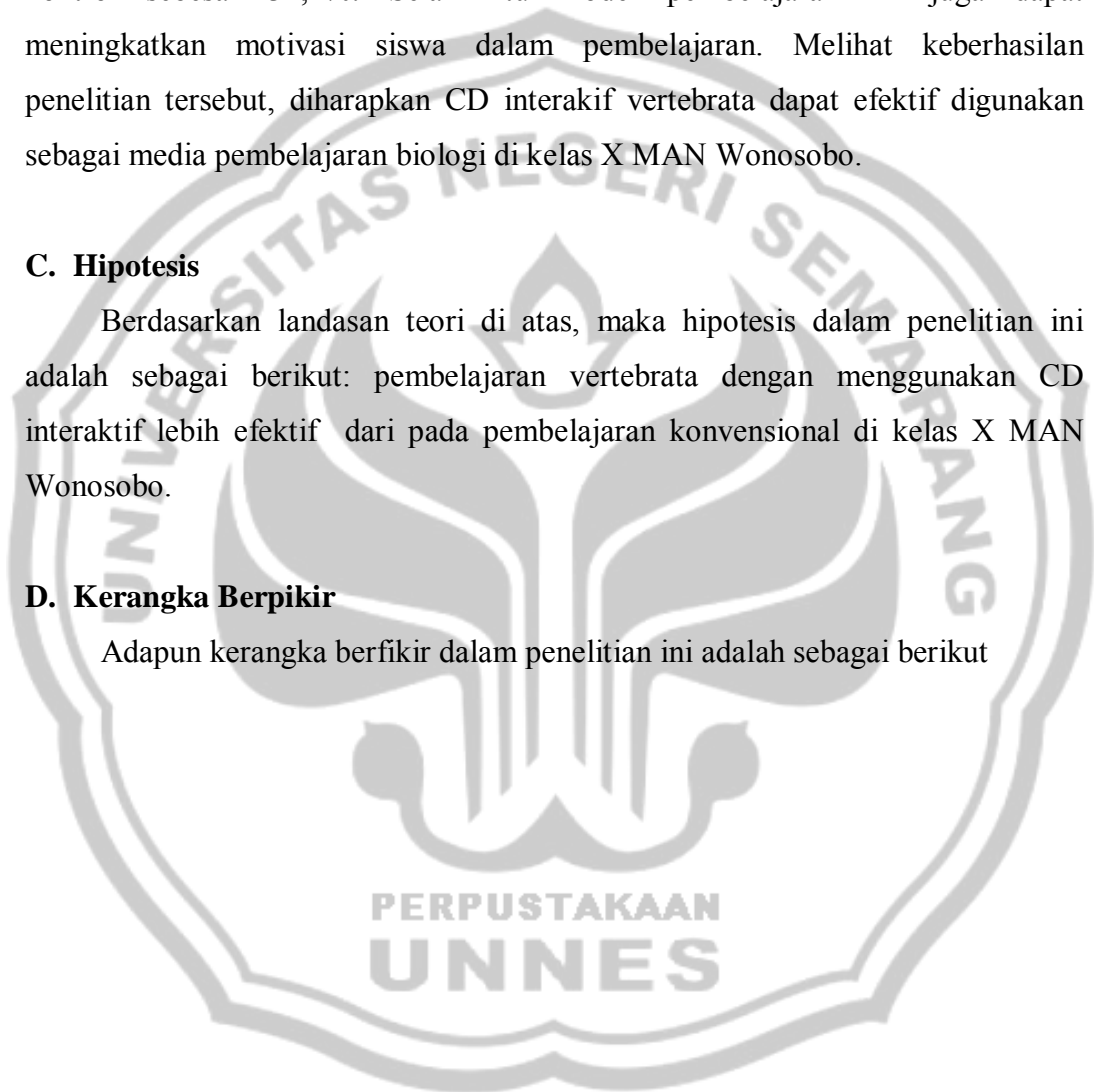 meningkatkan motivasi siswa dalam pembelajaran. Melihat keberhasilan
penelitian tersebut, diharapkan CD interakif vertebrata dapat efektif digunakan
sebagai media pembelajaran biologi di kelas X MAN Wonosobo.
C. Hipotesis
Berdasarkan landasan teori di atas, maka hipotesis dalam penelitian ini
adalah sebagai berikut: pembelajaran vertebrata dengan menggunakan CD
interaktif lebih efektif dari pada pembelajaran konvensional di kelas X MAN
Wonosobo.
D. Kerangka Berpikir
Adapun kerangka berfikir dalam penelitian ini adalah sebagai berikut
UNIVERSITAS NEGERI SEMARANG
PERPUSTAKAAN
UNNES